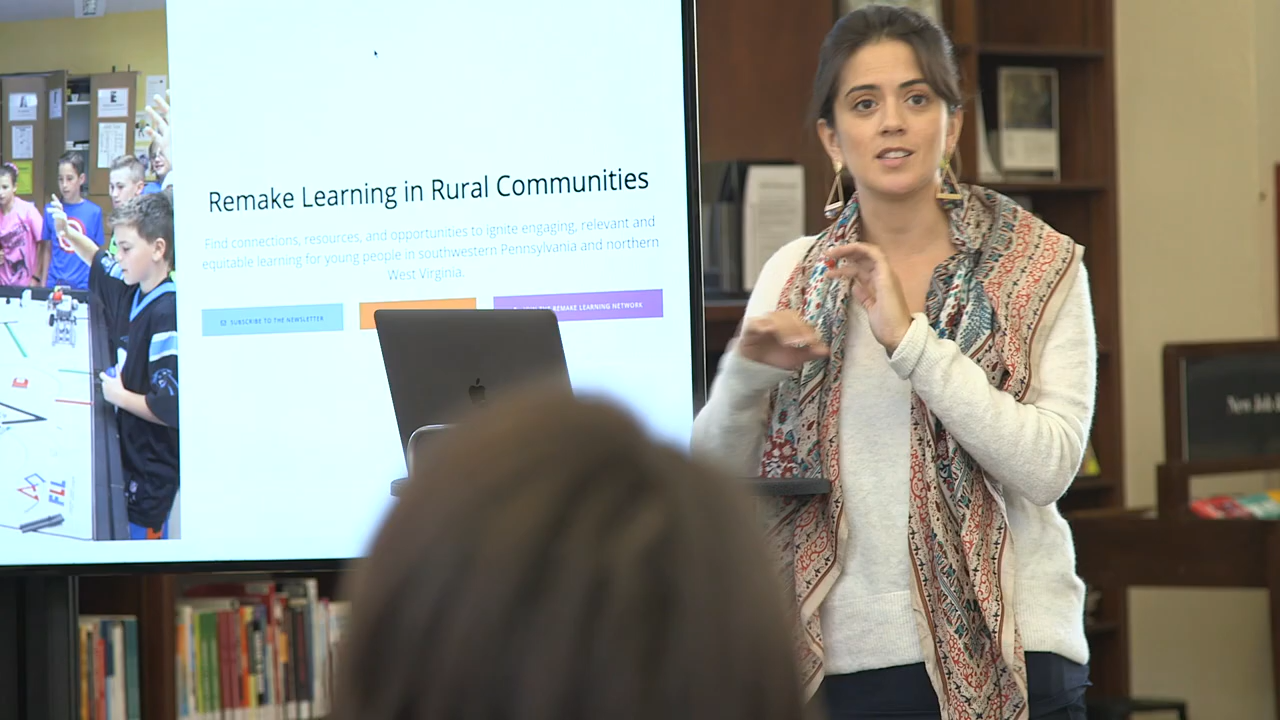 Remake Learning in Rural Communities
Find connections, resources, and opportunities to ignite engaging, relevant and
equitable learning for young people in southwestern Pennsylvania and northern
West Virginia.
SUBSCRIBE TO THE NEWSLETTER
THE REMAKE LEARNING NETWORK
FLL
New